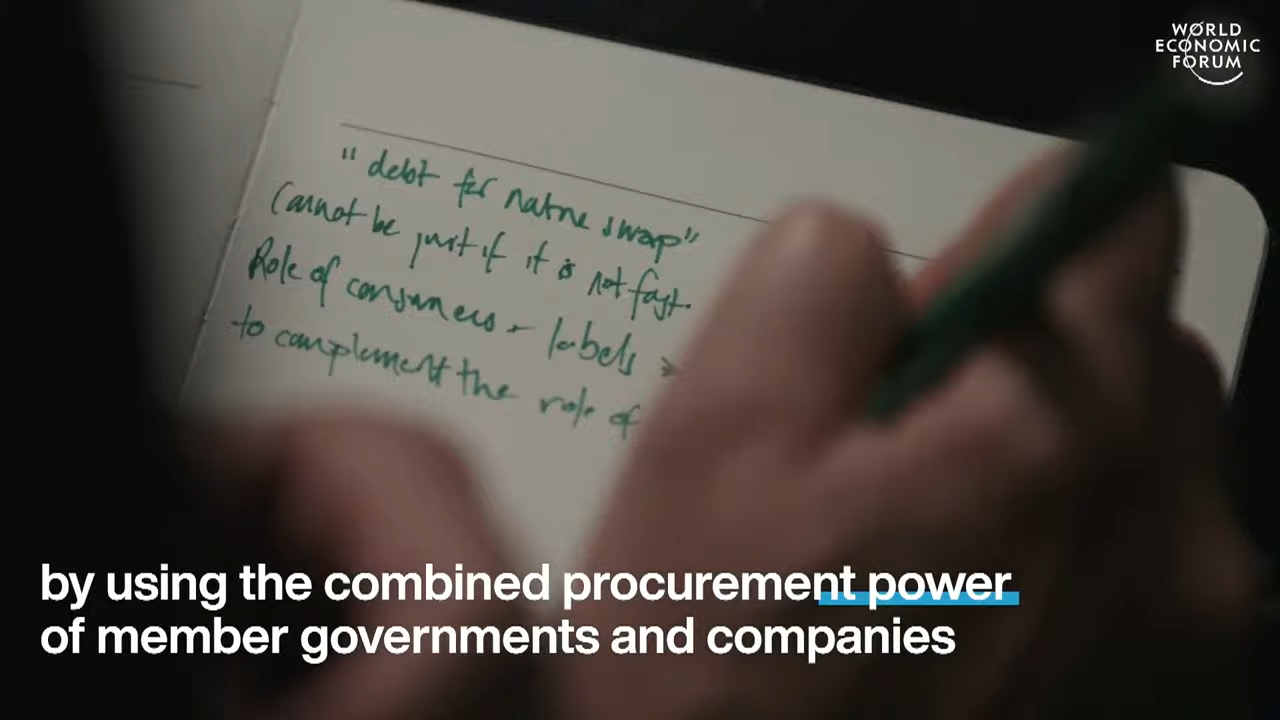 WORLD
ECONOMIC
FORUM
"debt for nature swap"
Cannot be just if it is not fast.
Role of consumers + labels
to complement the role of
by using the combined procurement power
of member governments and companies